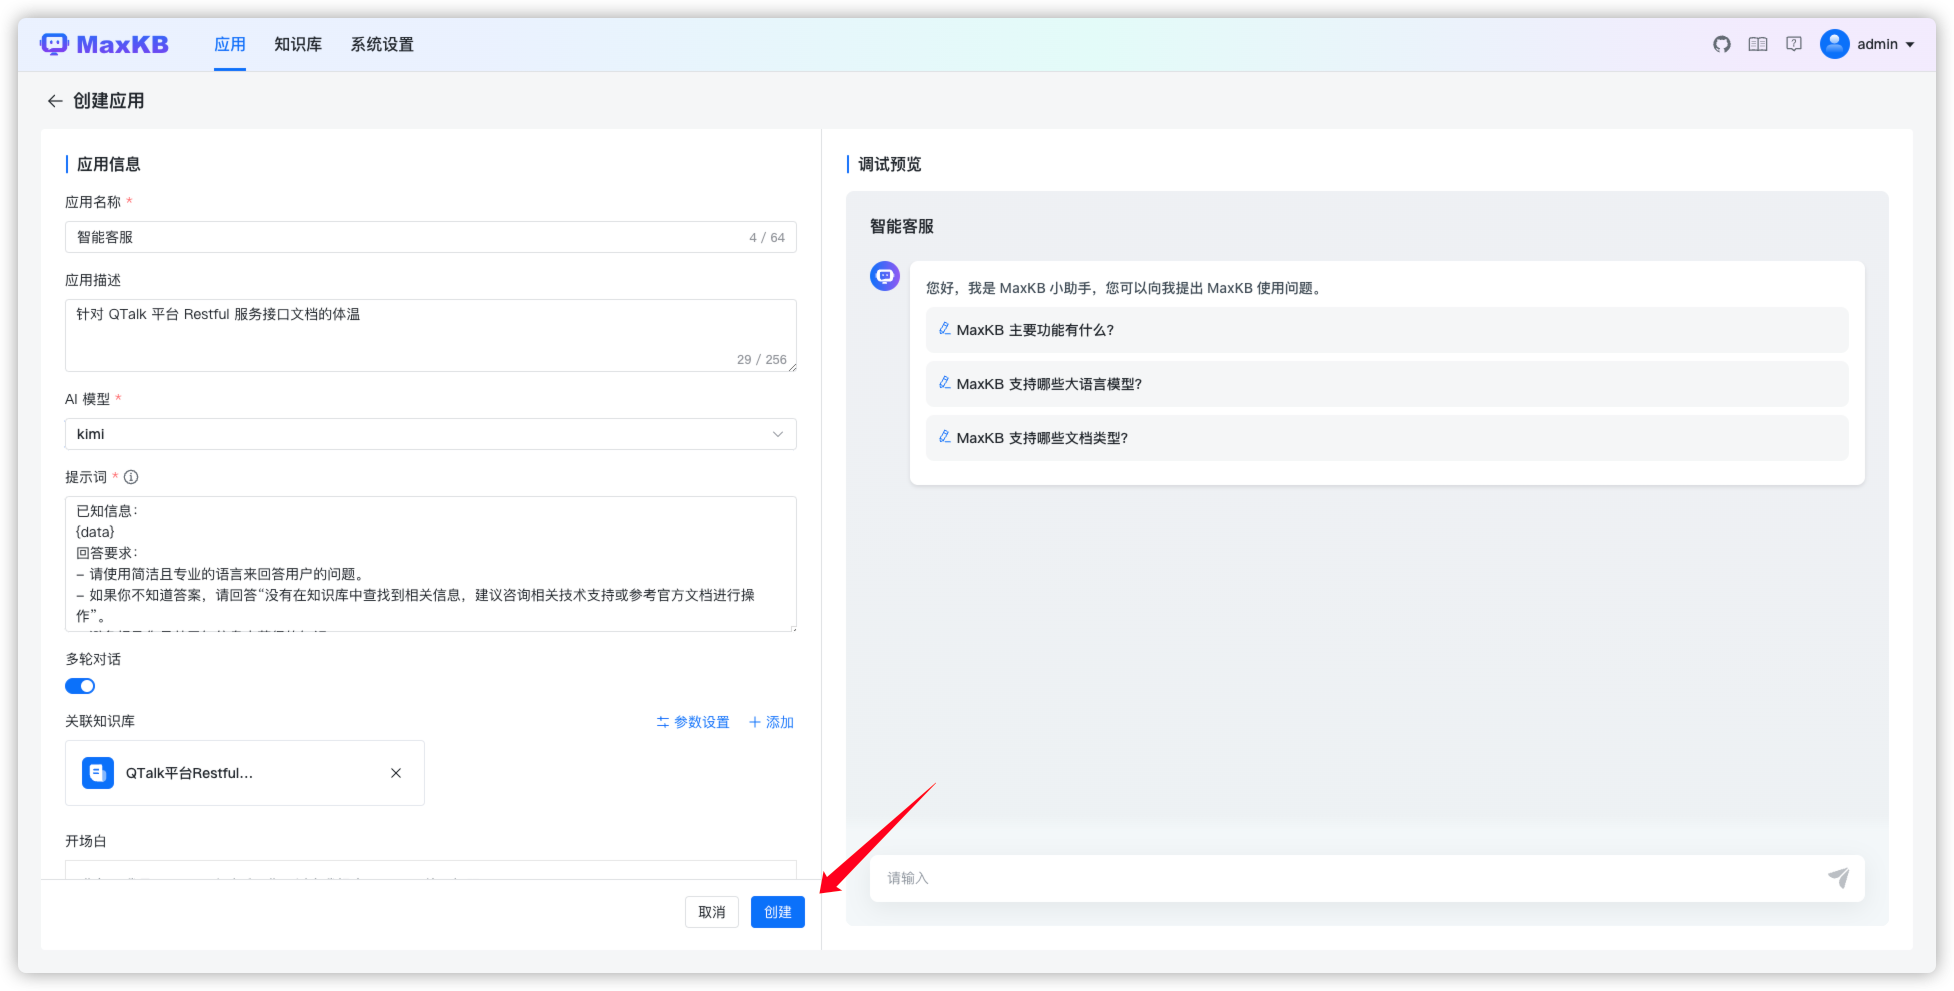 MaxKB
应用
知识库
系统设置
admin
创建应用
应用信息
应用名称 *
智能客服
4 / 64
应用描述
针对 QTalk 平台 Restful 服务接口文档的体温
29 / 256
AI 模型 *
kimi
提示词 *
已知信息：
{data}
回答要求：
- 请使用简洁且专业的语言来回答用户的问题。
- 如果你不知道答案，请回答“没有在知识库中查找到相关信息，建议咨询相关技术支持或参考官方文档进行操
作”。
多轮对话
关联知识库
参数设置
添加
QTalk平台Restful...
开场白
取消
创建
调试预览
智能客服
您好，我是 MaxKB 小助手，您可以向我提出 MaxKB 使用问题。
MaxKB 主要功能有什么?
MaxKB 支持哪些大语言模型?
MaxKB 支持哪些文档类型?
请输入